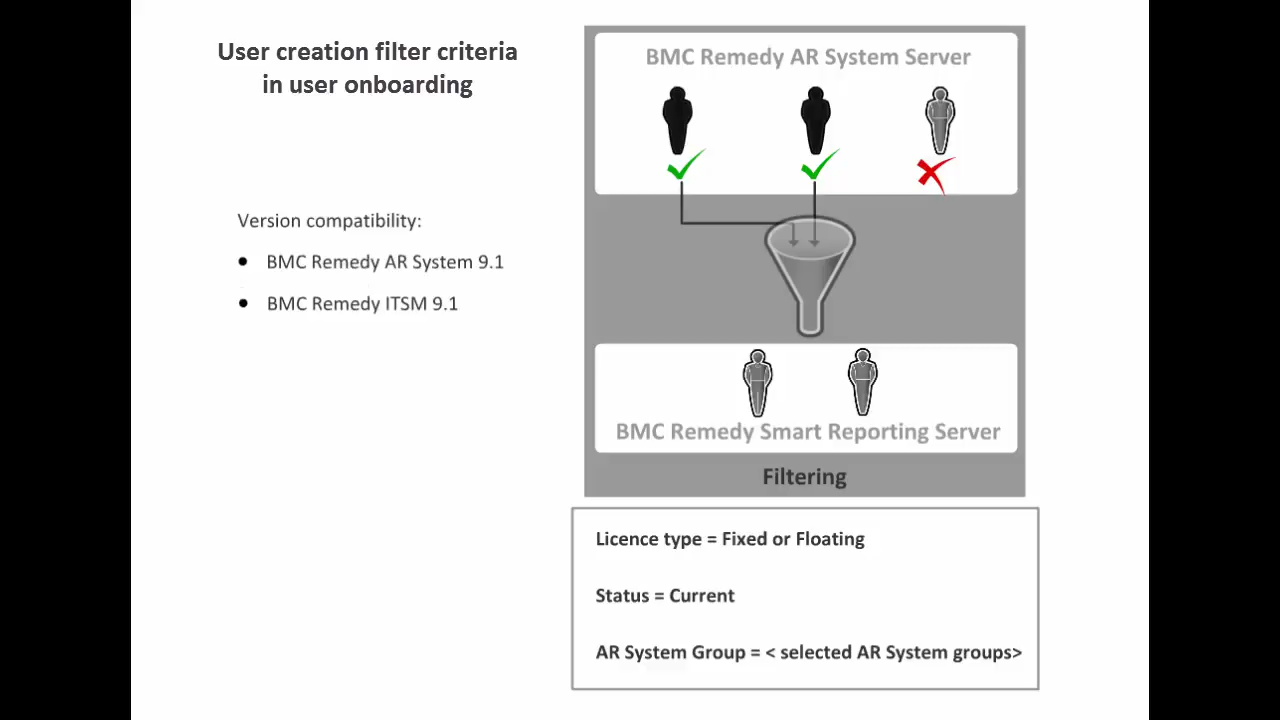 User creation filter criteria
in user onboarding
Version compatibility:
BMC Remedy AR System 9.1
BMC Remedy ITSM 9.1
BMC Remedy AR System Server
BMC Remedy Smart Reporting Server
Filtering
Licence type = Fixed or Floating
Status = Current
AR System Group = < selected AR System groups>